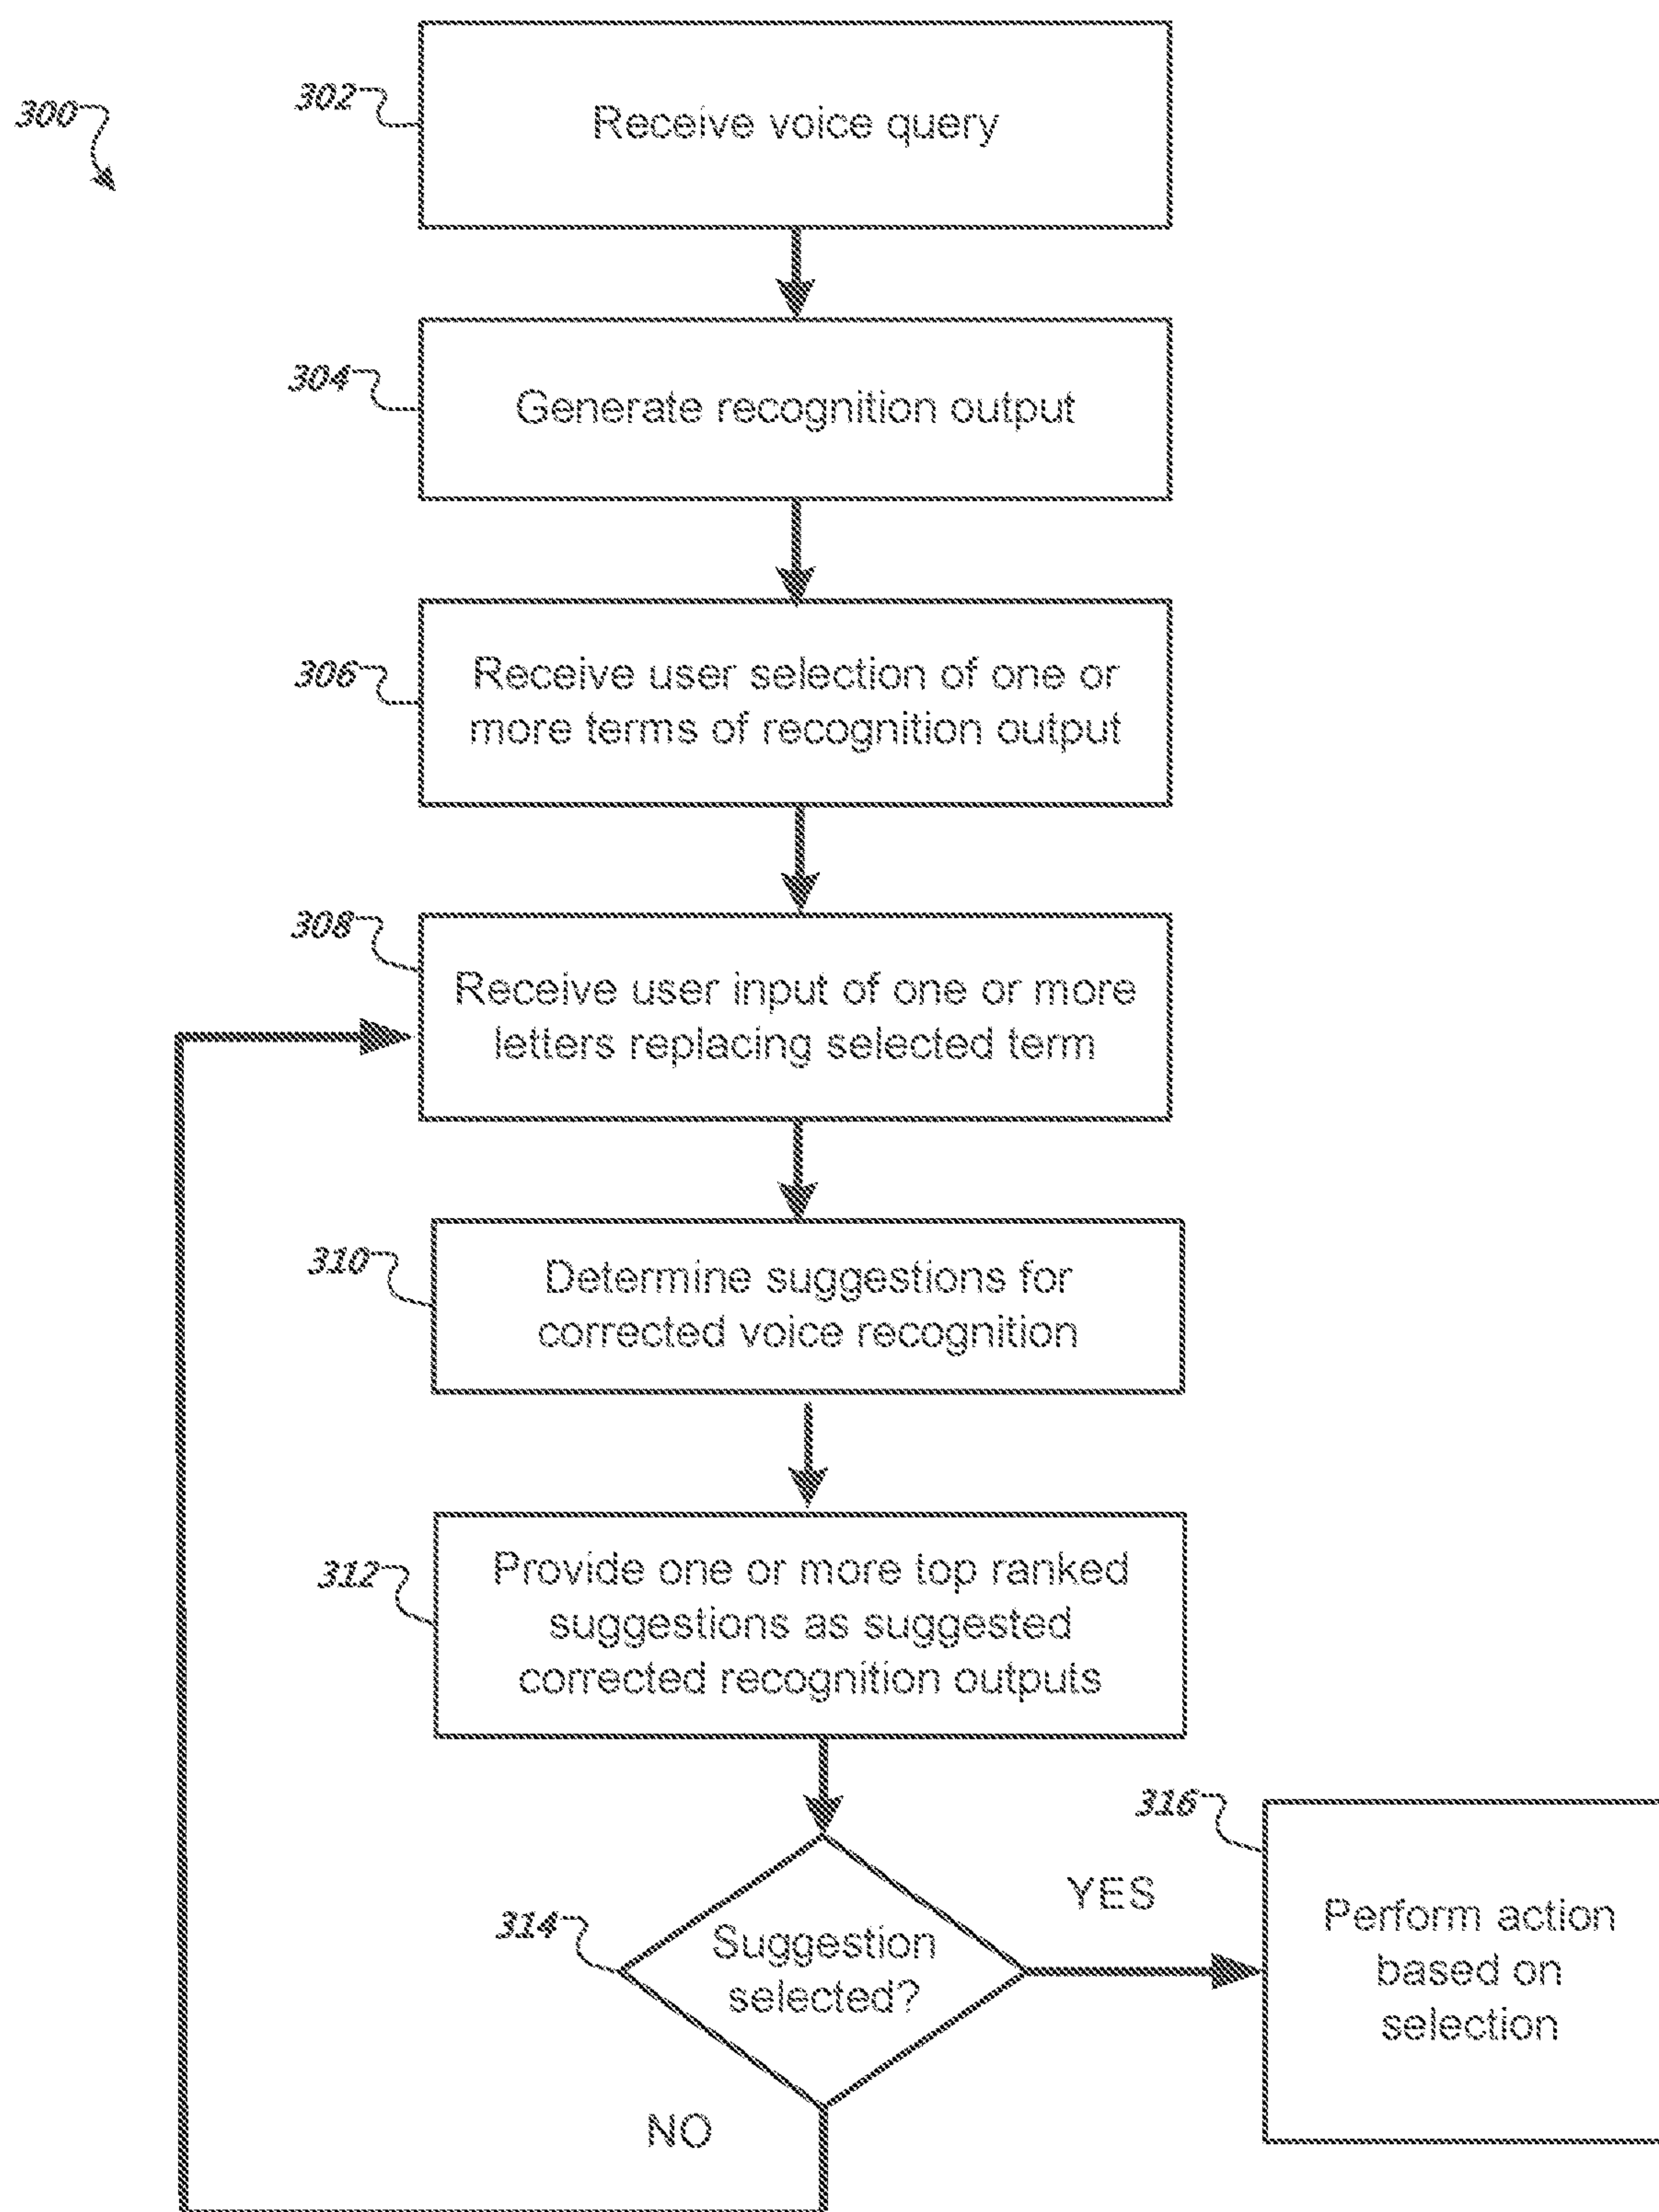 300
302
Receive voice query
304
Generate recognition output
306
Receive user selection of one or
more terms of recognition output
308
Receive user input of one or more
letters replacing selected term
310
Determine suggestions for
corrected voice recognition
312
Provide one or more top ranked
suggestions as suggested
corrected recognition outputs
314
Suggestion
selected?
YES
316
Perform action
based on
selection
NO